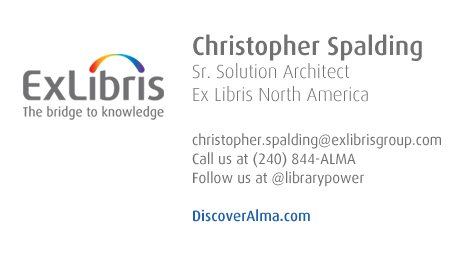 ExLibris
The bridge to knowledge
Christopher Spalding
Sr. Solution Architect
Ex Libris North America
christopher.spalding@exlibrisgroup.com
Call us at (240) 844-ALMA
Follow us at @librarypower
DiscoverAlma.com